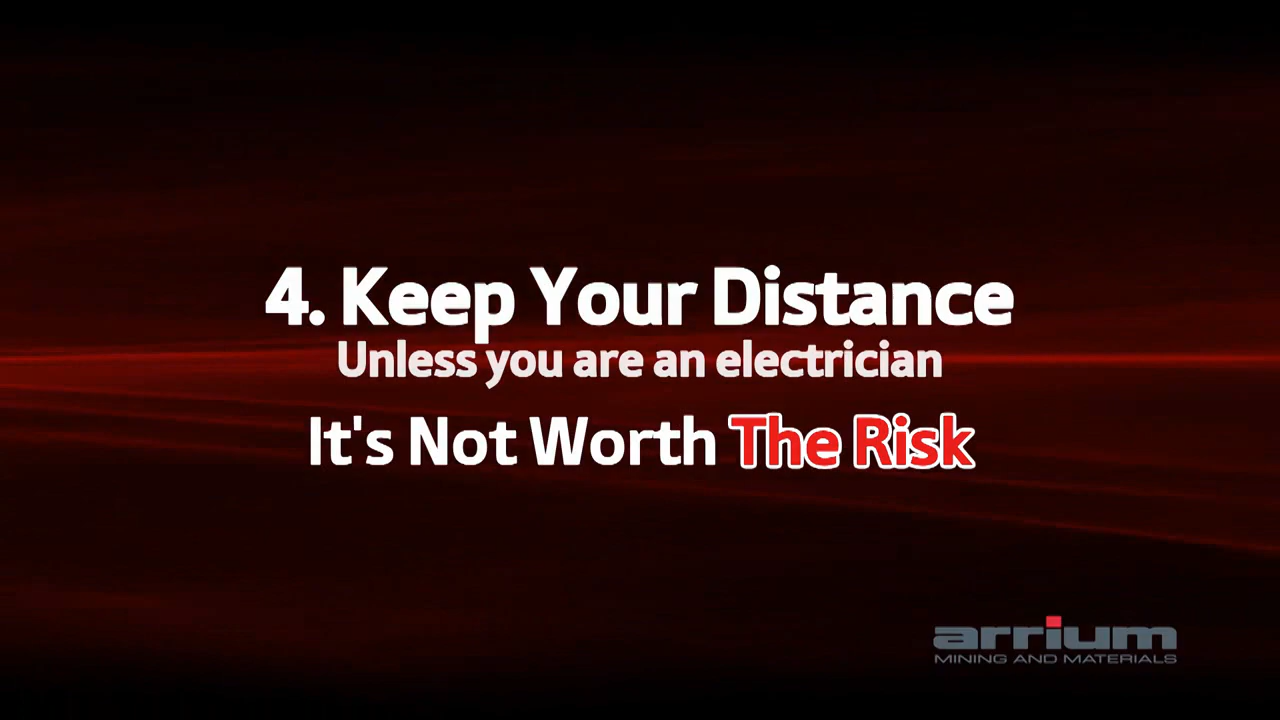 4. Keep Your Distance
Unless you are an electrician
It's Not Worth The Risk
arrium
MINING AND MATERIALS